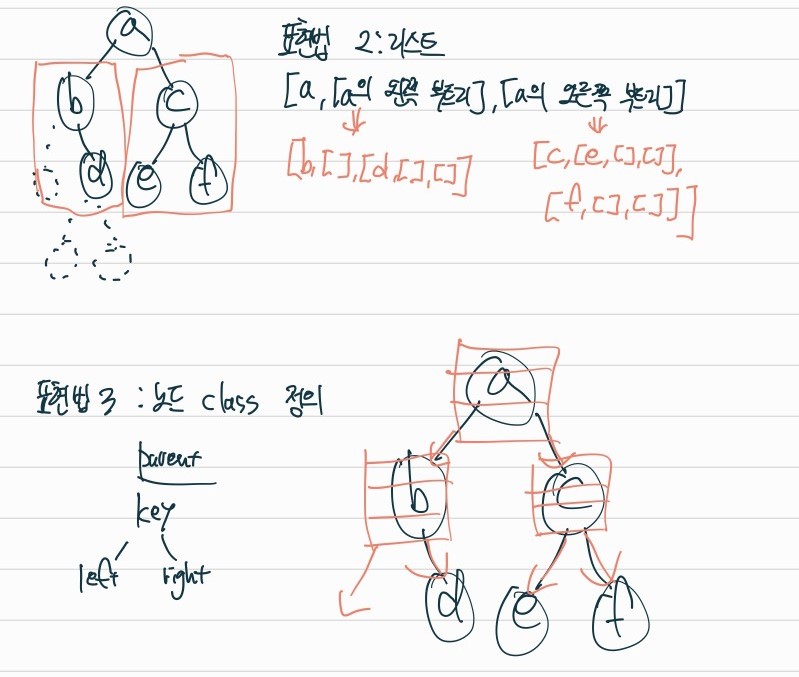 a
b
c
d
e
f
표현법 2:리스트
[a,[a의 왼쪽 부트리],[a의 오른쪽 부트리]]
[b,[],[d,[],[]]
[c,[e,[],[]],
[f,[],[]]]
표현법3 : 노드 class 정의
parent
key
left
right
a
b
c
d
e
f